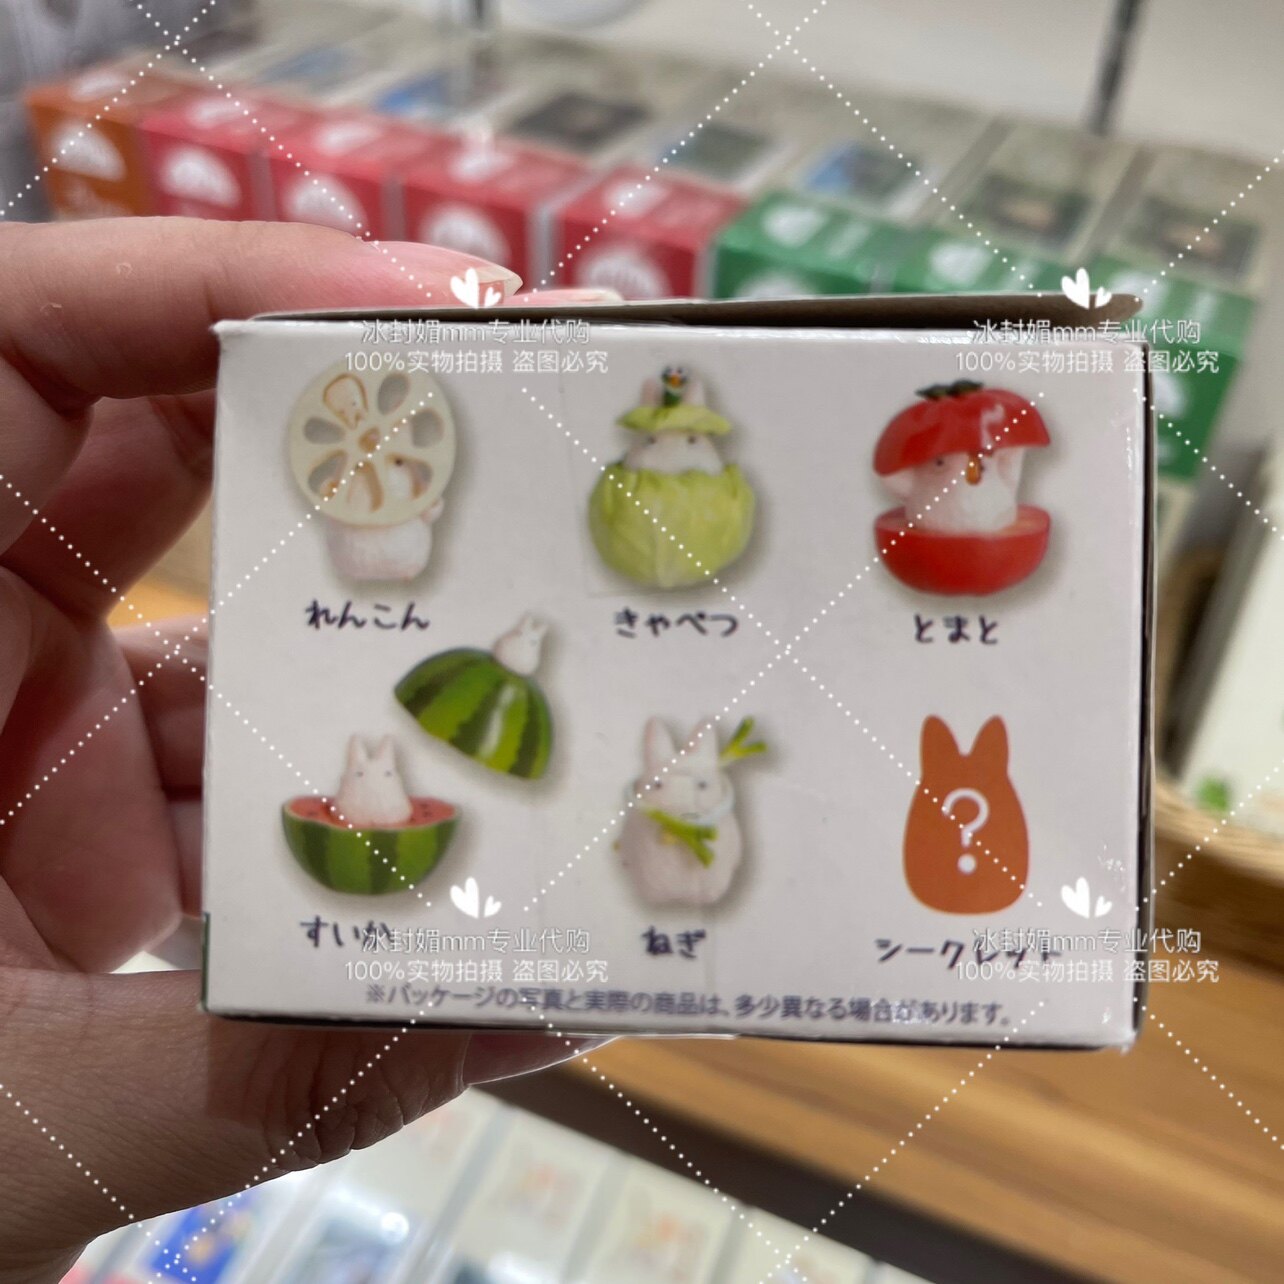 冰封媚mm专业代购
冰封媚mm专业代购
100%实物拍摄 盗图必究
100%实物拍摄 盗图必究
れんこん
きゃべつ
とまと
?
すいか
ねぎ
シークレット
冰封媚mm专业代购
冰封媚mm专业代购
100%实物拍摄 盗图必究
100%实物拍摄 盗图必究
※パッケージの写真と実際の商品は、多少異なる場合があります。